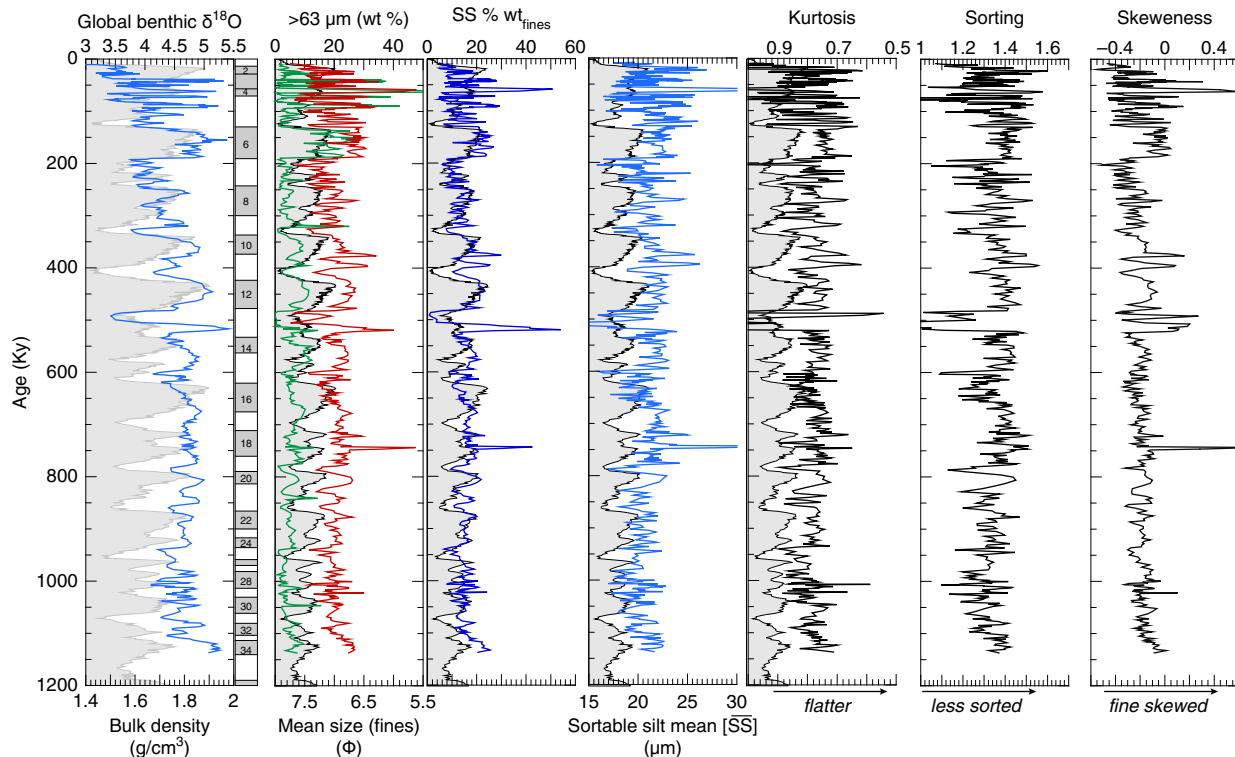 Global benthic δ18O
>63 µm (wt %)
SS % wtfines
Kurtosis
Sorting
Skeweness
3 3.5 4 4.5 5 5.5
0 20 40 60
0 20 40 60
0.9 0.7 0.5
1 1.2 1.4 1.6
−0.4 0 0.4
Age (Ky)
0
200
400
600
800
1000
1200
2
4
6
8
10
12
14
16
18
20
22
24
28
30
32
34
1.4 1.6 1.8 2
7.5 6.5 5.5
15 20 25 30
Bulk density
(g/cm3)
Mean size (fines)
(Φ)
Sortable silt mean [SS]
(µm)
flatter
less sorted
fine skewed